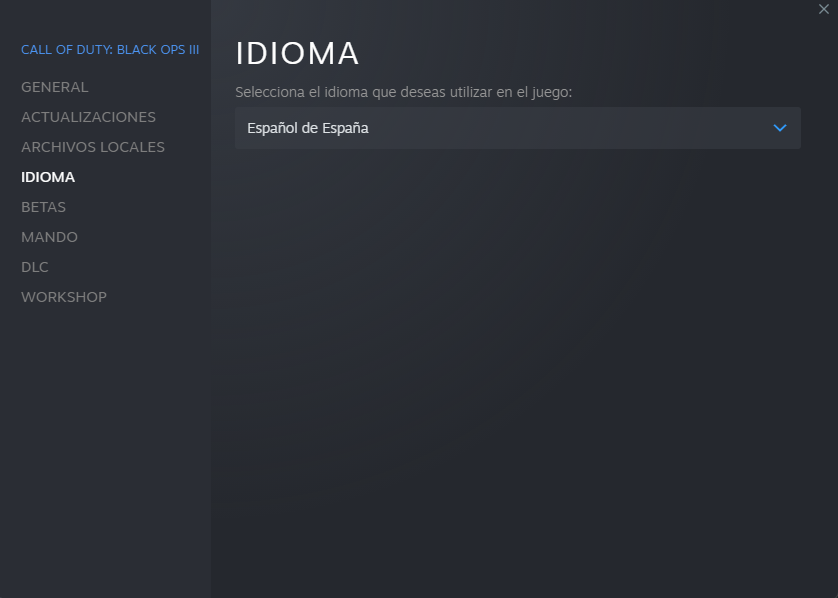 CALL OF DUTY: BLACK OPS III
GENERAL
ACTUALIZACIONES
ARCHIVOS LOCALES
IDIOMA
BETAS
MANDO
DLC
WORKSHOP
IDIOMA
Selecciona el idioma que deseas utilizar en el juego:
Español de España